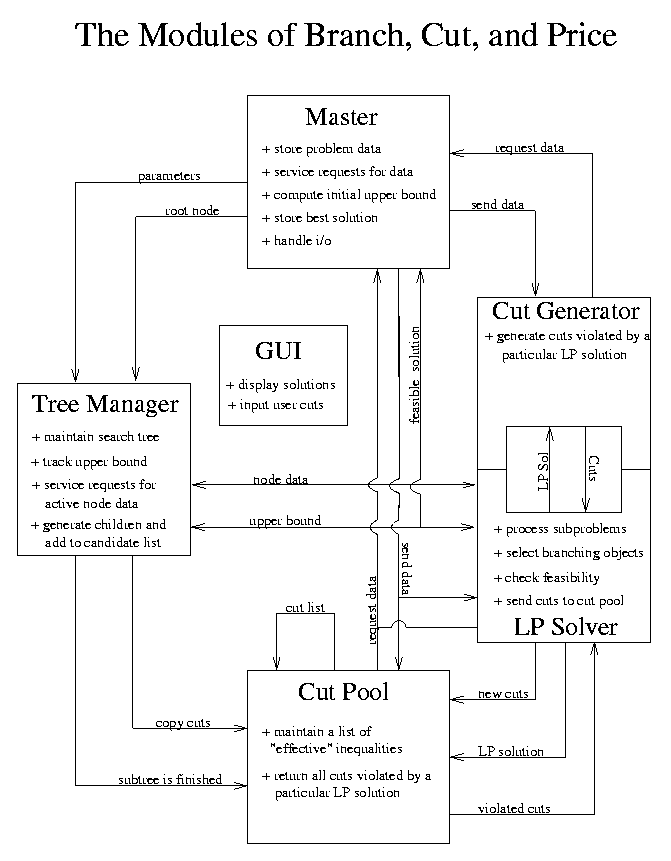 The Modules of Branch, Cut, and Price
Master
+ store problem data
+ service requests for data
+ compute initial upper bound
+ store best solution
+ handle i/o
parameters
root node
request data
send data
Cut Generator
+ generate cuts violated by a
particular LP solution
GUI
+ display solutions
+ input user cuts
feasible solution
Tree Manager
+ maintain search tree
+ track upper bound
+ service requests for
active node data
+ generate children and
add to candidate list
node data
upper bound
LP Sol
Cuts
+ process subproblems
+ select branching objects
+ check feasibility
+ send cuts to cut pool
LP Solver
request data
send data
cut list
Cut Pool
+ maintain a list of
"effective" inequalities
+ return all cuts violated by a
particular LP solution
copy cuts
subtree is finished
new cuts
LP solution
violated cuts